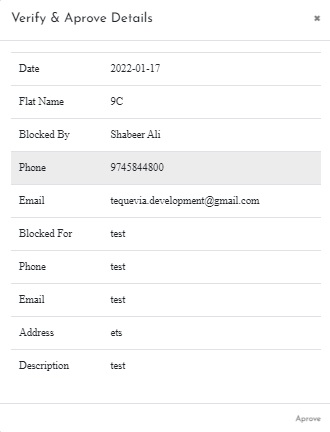 Verify & Aprove Details
×
Date 2022-01-17
Flat Name 9C
Blocked By Shabeer Ali
Phone 9745844800
Email tequevia.development@gmail.com
Blocked For test
Phone test
Email test
Address ets
Description test
Aprove